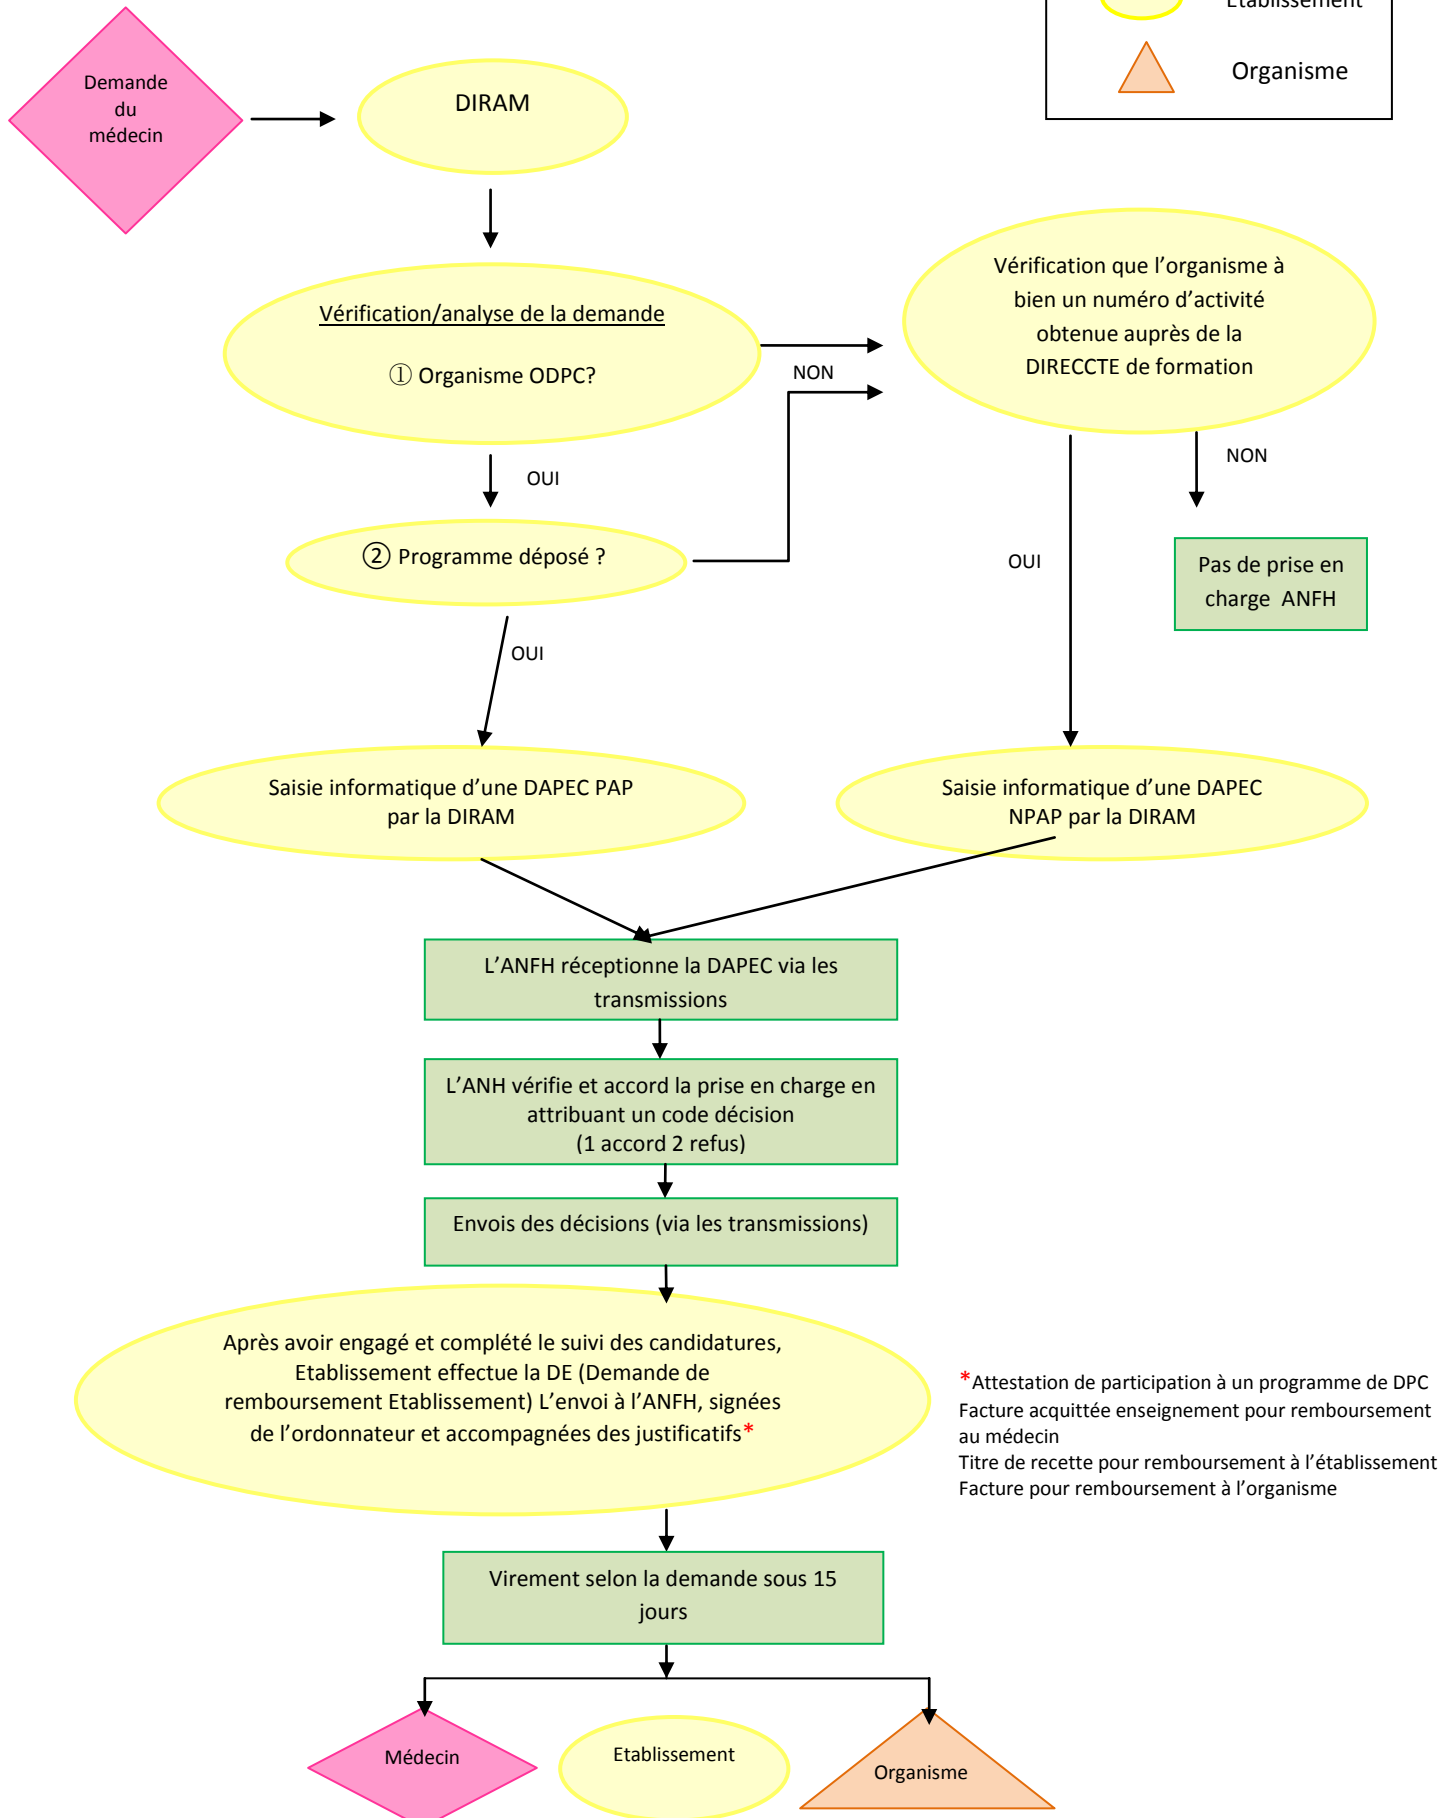 Etablissement
Organisme
Demande
du
médecin
DIRAM
Vérification/analyse de la demande
① Organisme ODPC?
NON
Vérification que l’organisme à
bien un numéro d’activité
obtenue auprès de la
DIRECCTE de formation
OUI
NON
② Programme déposé ?
OUI
Pas de prise en
charge ANFH
OUI
Saisie informatique d’une DAPEC PAP
par la DIRAM
Saisie informatique d’une DAPEC
NPAP par la DIRAM
L’ANFH réceptionne la DAPEC via les
transmissions
L’ANH vérifie et accord la prise en charge en
attribuant un code décision
(1 accord 2 refus)
Envois des décisions (via les transmissions)
Après avoir engagé et complété le suivi des candidatures,
Etablissement effectue la DE (Demande de
remboursement Etablissement) L’envoi à l’ANFH, signées
de l’ordonnateur et accompagnées des justificatifs*
*Attestation de participation à un programme de DPC
Facture acquittée enseignement pour remboursement
au médecin
Titre de recette pour remboursement à l’établissement
Facture pour remboursement à l’organisme
Virement selon la demande sous 15
jours
Médecin
Etablissement
Organisme